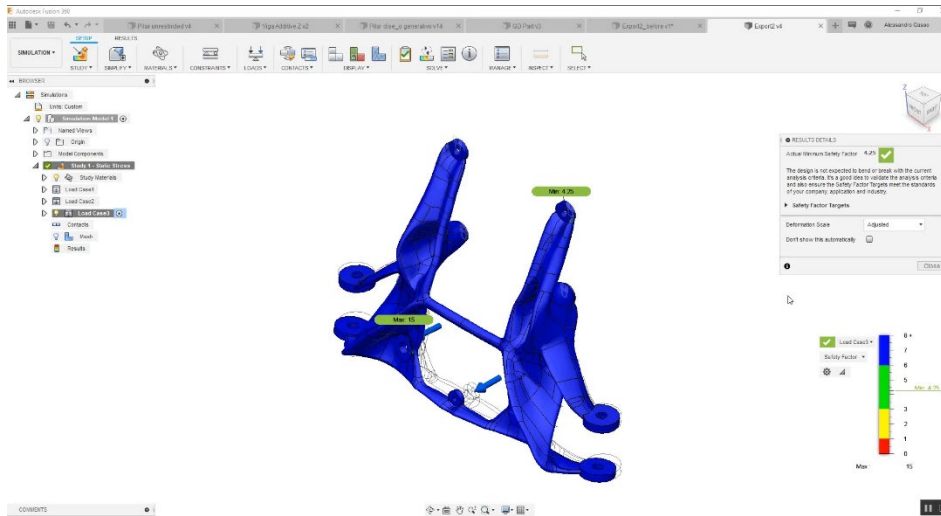 Autodesk Fusion 360
Pillar unrestricted v4
Yoga Additive 2 v2
GD Part v3
Export2_before v1*
Export2 v4
Alessandro Gasso
SETUP
RESULTS
SIMULATION
STUDY
SIMPLIFY
MATERIALS
CONSTRAINTS
LOADS
CONTACTS
DISPLAY
SOLVE
MANAGE
INSPECT
SELECT
BROWSER
Simulations
Units: Custom
Simulation Model 1
Named Views
Origin
Model Components
Study 1 - Static Stress
Study Materials
Load Case1
Load Case2
Load Case3
Contacts
Mesh
Results
Min: 4.25
Max: 15
RESULTS DETAILS
Actual Minimum Safety Factor 4.25
The design is not expected to bend or break with the current
analysis criteria. It's a good idea to validate the analysis criteria
and also ensure the Safety Factor Targets meet the standards
of your company, application and industry.
Safety Factor Targets
Deformation Scale Adjusted
Don't show this automatically
Close
Load Case3
Safety Factor
8 +
7
6
5
Min: 4.25
3
2
1
0
Max 15
COMMENTS